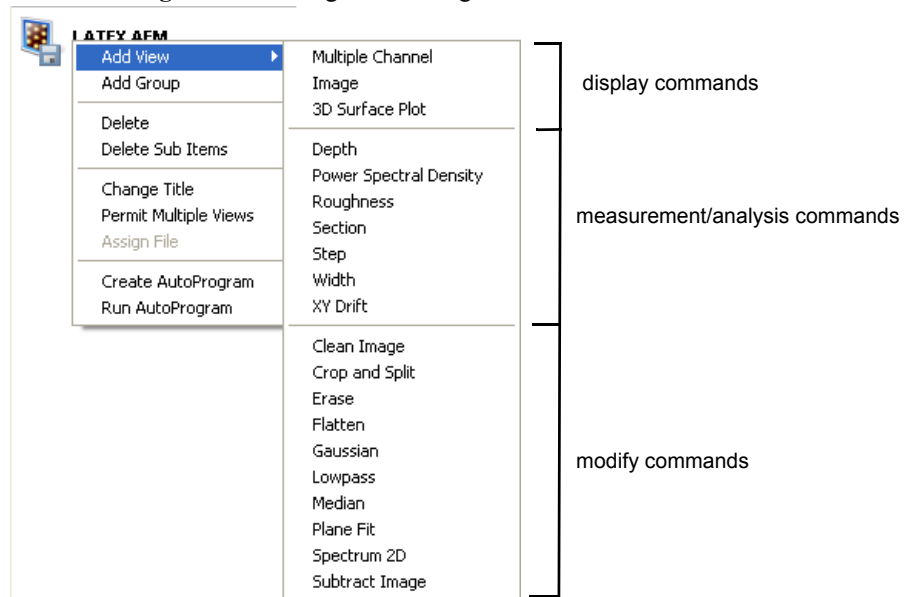 LATEX AFM
Add View
Add Group
Delete
Delete Sub Items
Change Title
Permit Multiple Views
Assign File
Create AutoProgram
Run AutoProgram
Multiple Channel
Image
3D Surface Plot
Depth
Power Spectral Density
Roughness
Section
Step
Width
XY Drift
Clean Image
Crop and Split
Erase
Flatten
Gaussian
Lowpass
Median
Plane Fit
Spectrum 2D
Subtract Image
display commands
measurement/analysis commands
modify commands